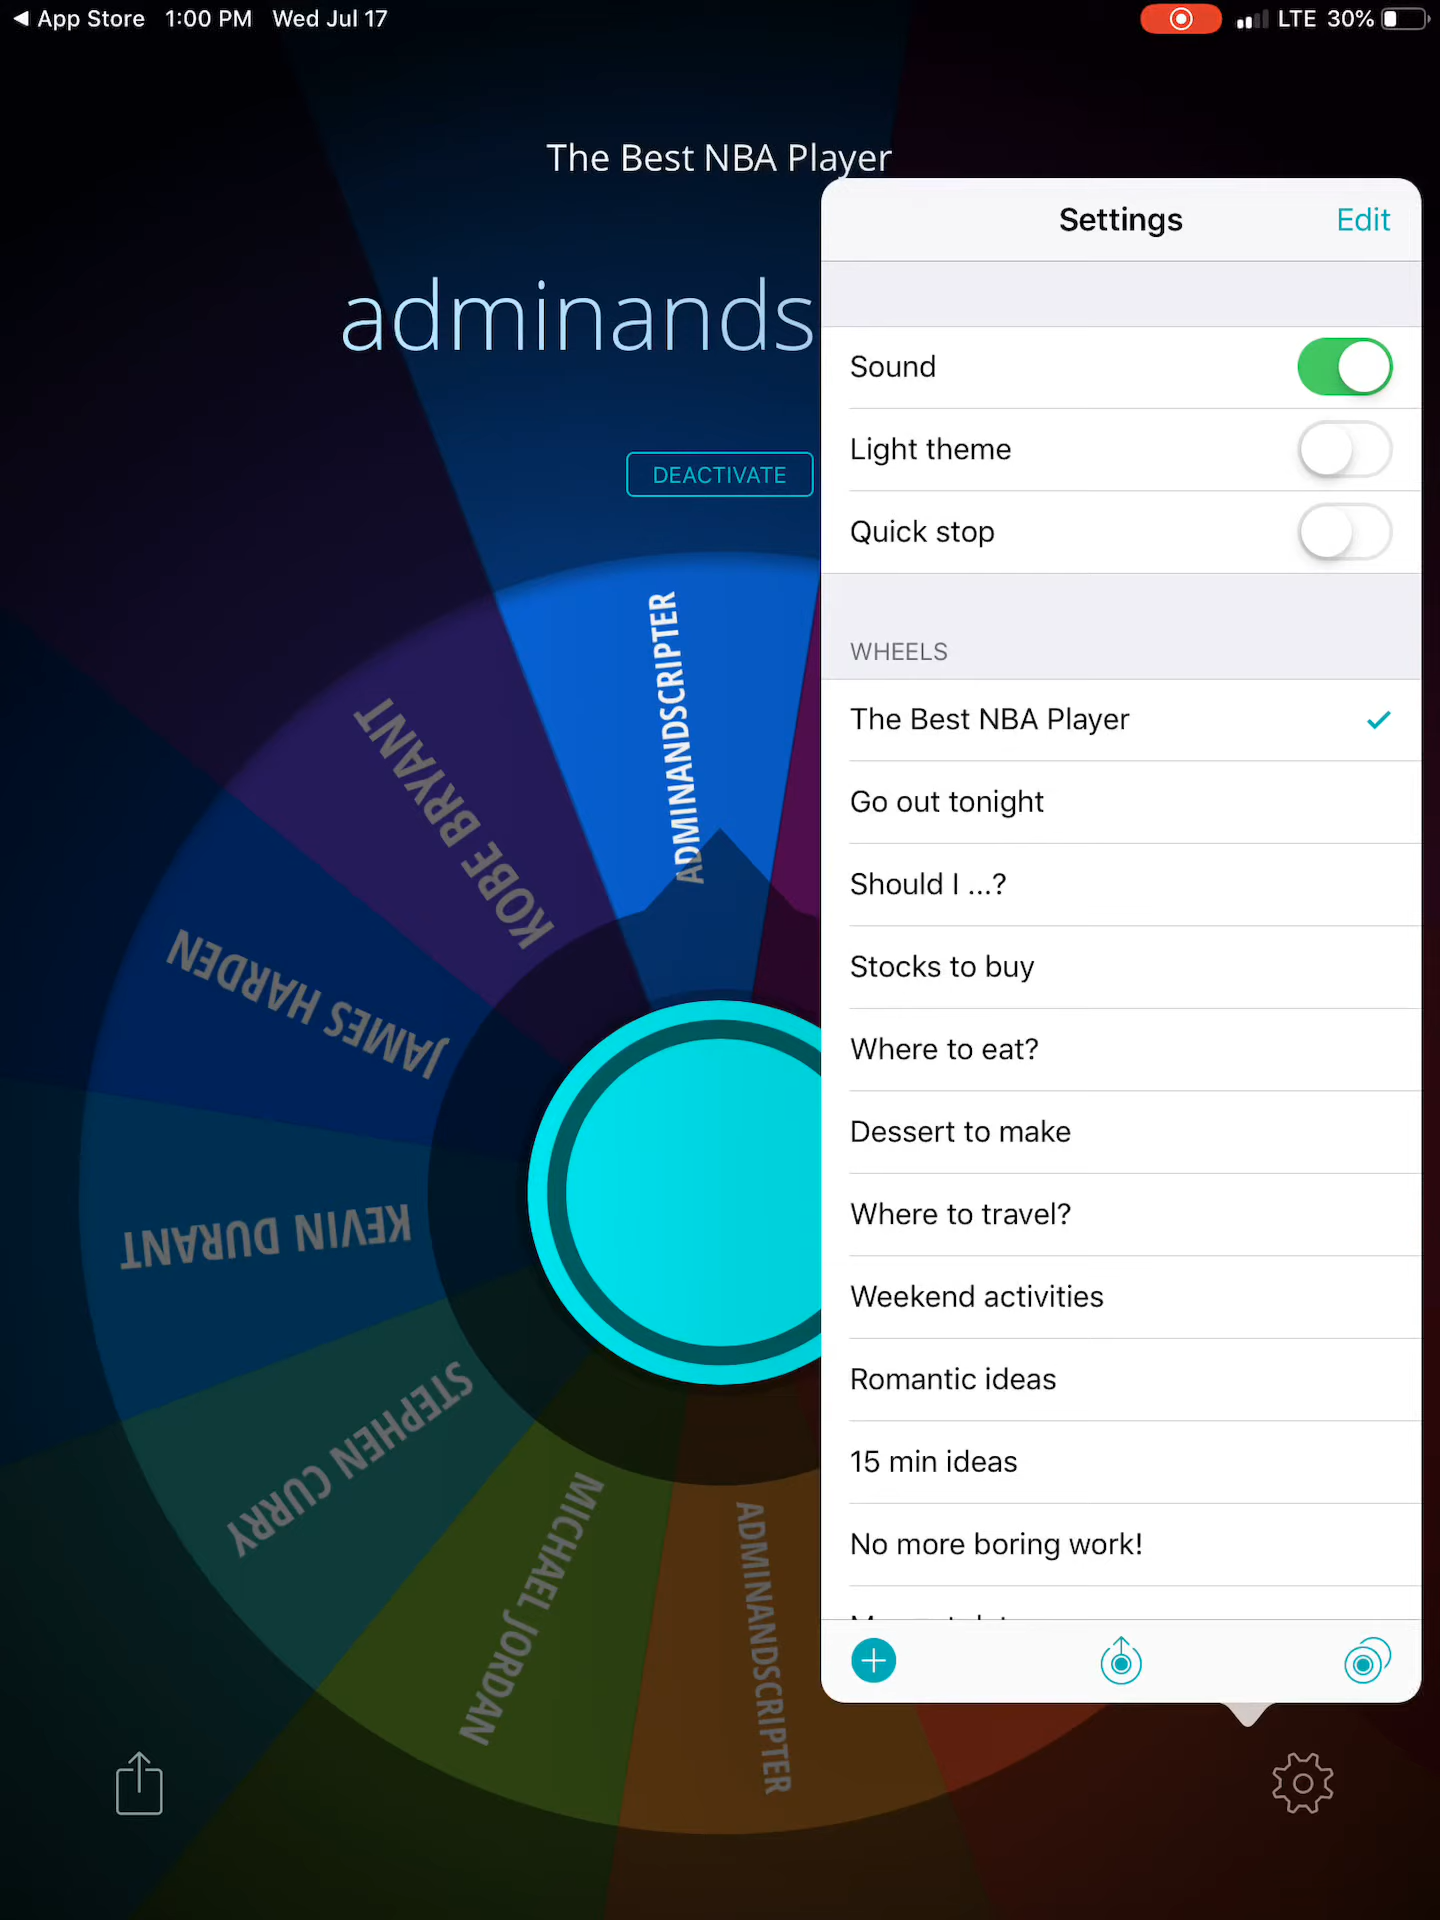 App Store 1:00 PM Wed Jul 17
LTE 30%
The Best NBA Player
adminands
DEACTIVATE
ADMINANDSCRIPTER
KOBE BRYANT
JAMES HARDEN
KEVIN DURANT
STEPHEN CURRY
MICHAEL JORDAN
ADMINANDSCRIPTER
Settings
Edit
Sound
Light theme
Quick stop
WHEELS
The Best NBA Player
Go out tonight
Should I ...?
Stocks to buy
Where to eat?
Dessert to make
Where to travel?
Weekend activities
Romantic ideas
15 min ideas
No more boring work!